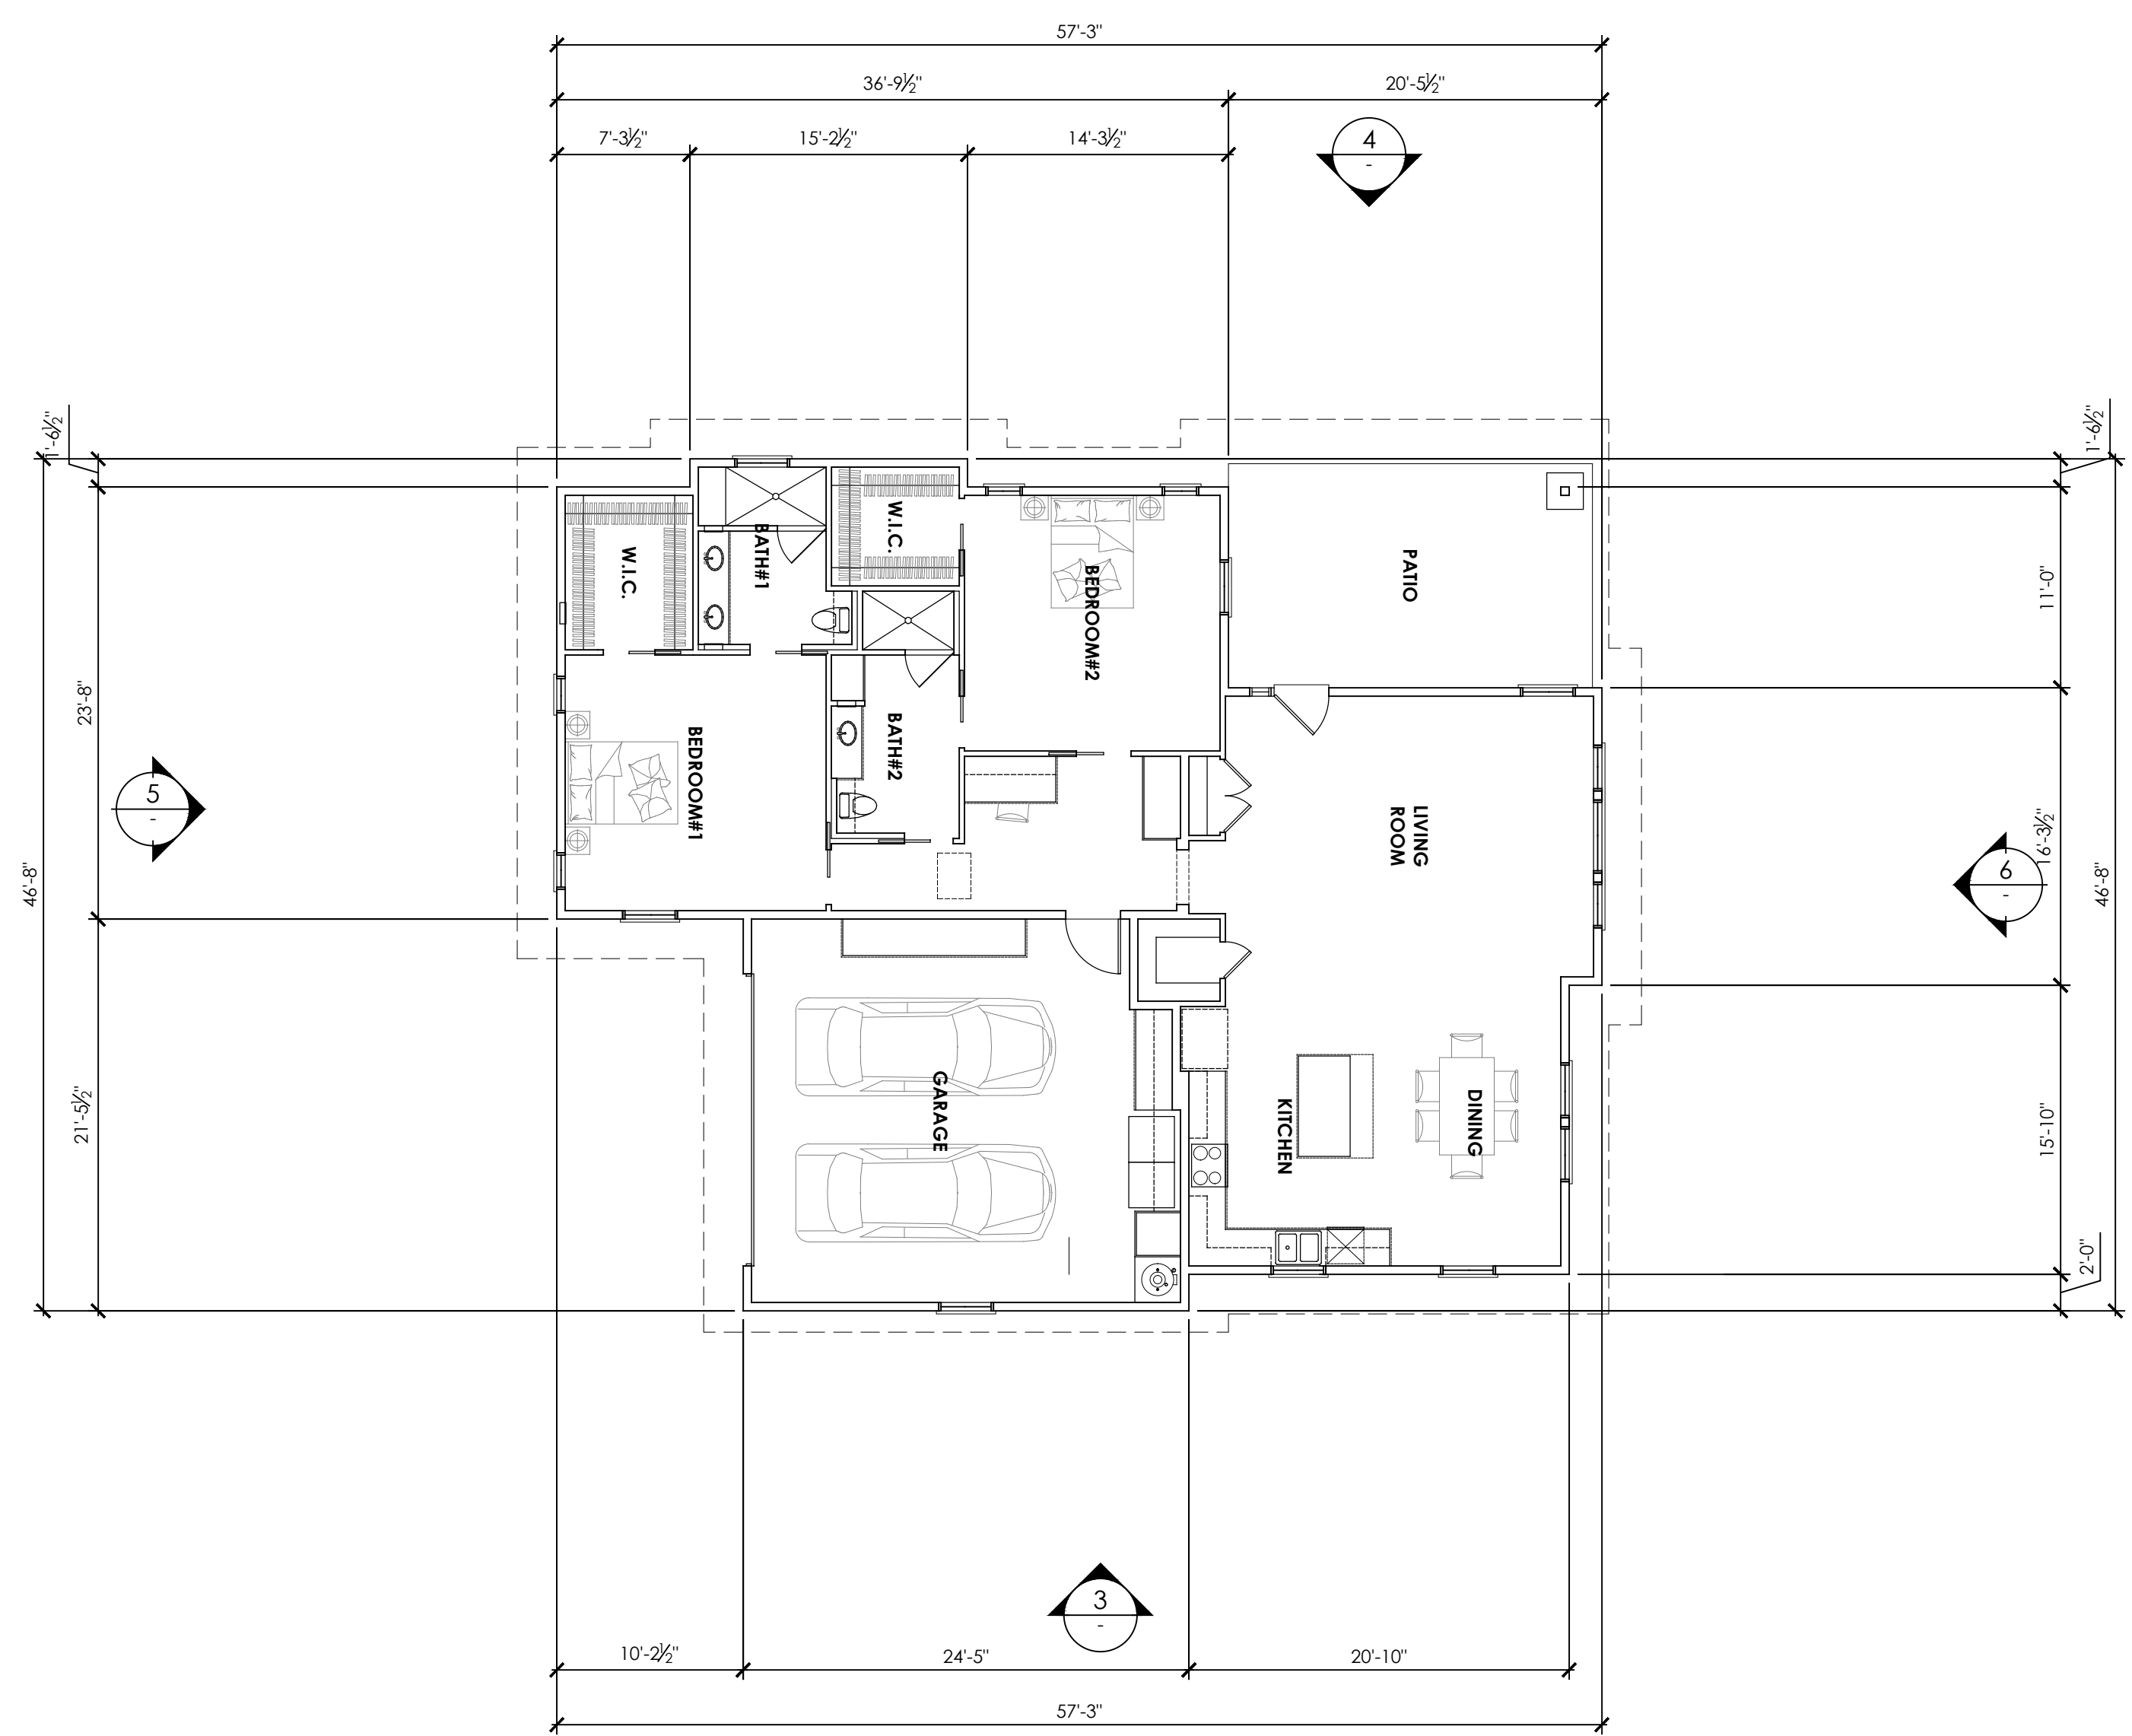 57'-3"
36'-9½"
20'-5½"
7'-3½"
15'-2½"
14'-3½"
4
-
1'-6½"
1'-6½"
W.I.C.
BATH#1
W.I.C.
BEDROOM#2
PATIO
11'-0"
23'-8"
BEDROOM#1
BATH#2
5
-
LIVING
ROOM
16'-3½"
6
-
46'-8"
46'-8"
21'-5½"
GARAGE
KITCHEN
DINING
15'-10"
2'-0"
3
-
10'-2½"
24'-5"
20'-10"
57'-3"